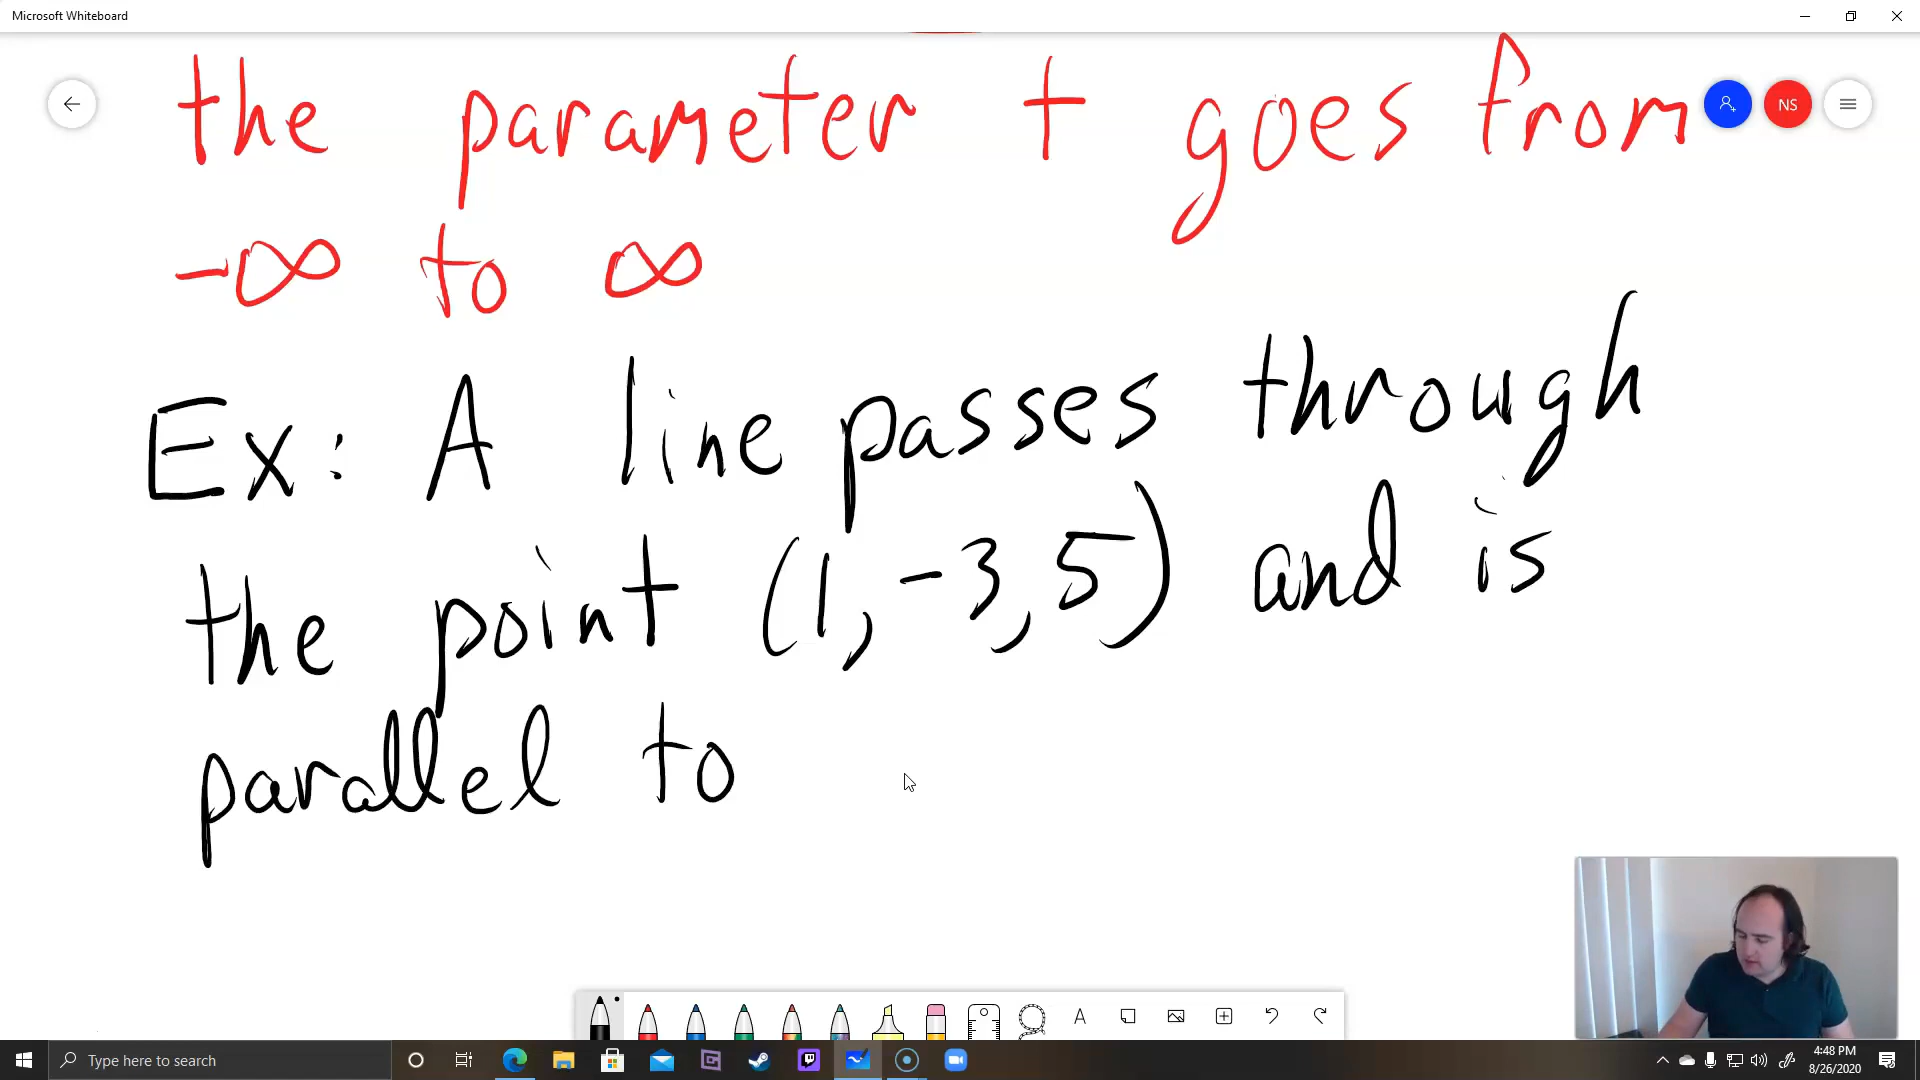 Microsoft Whiteboard
the parameter t goes from
NS
-∞ to ∞
Ex: A line passes through
the point (1, -3, 5) and is
parallel to
A
Type here to search
4:48 PM
8/26/2020